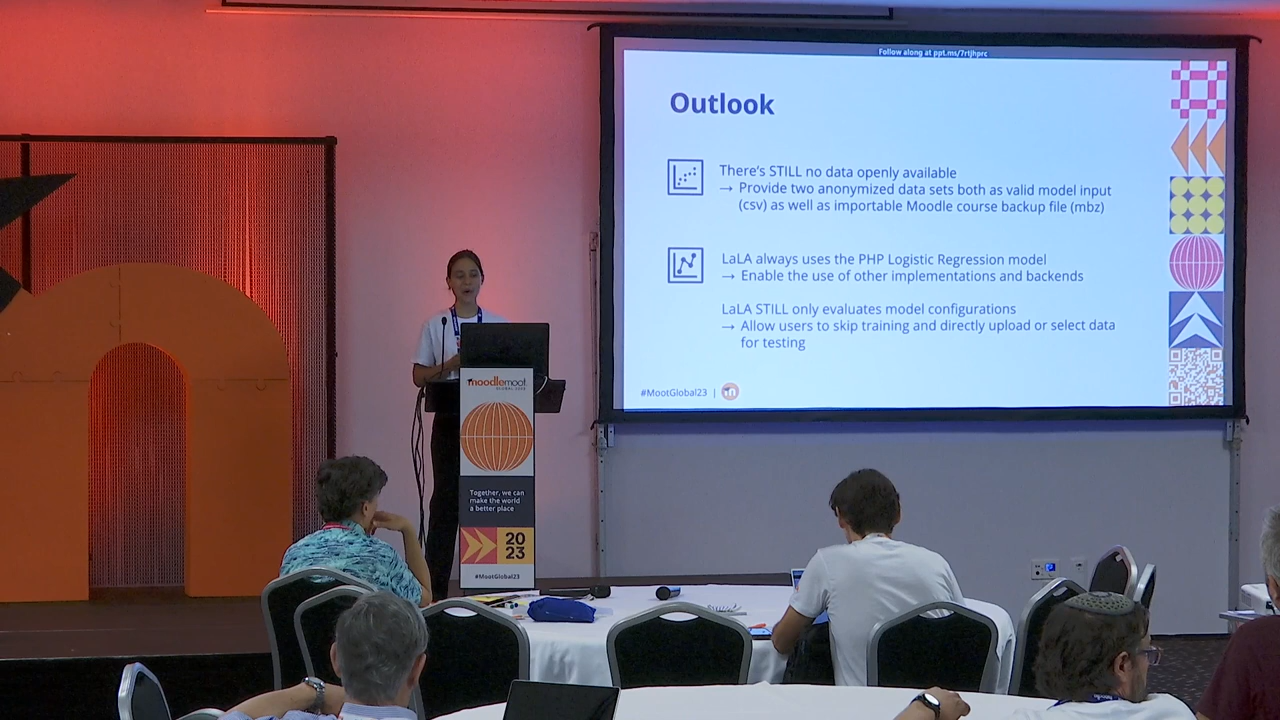 Follow along at ppt.ms/7rtjhprc
Outlook
There's STILL no data openly available
→ Provide two anonymized data sets both as valid model input
(csv) as well as importable Moodle course backup file (mbz)
LaLA always uses the PHP Logistic Regression model
→ Enable the use of other implementations and backends
LaLA STILL only evaluates model configurations
→ Allow users to skip training and directly upload or select data
for testing
#MootGlobal23 | m
moodlemoot
GLOBAL 2023
Together, we can
make the world
a better place
20
23
#MootGlobal23